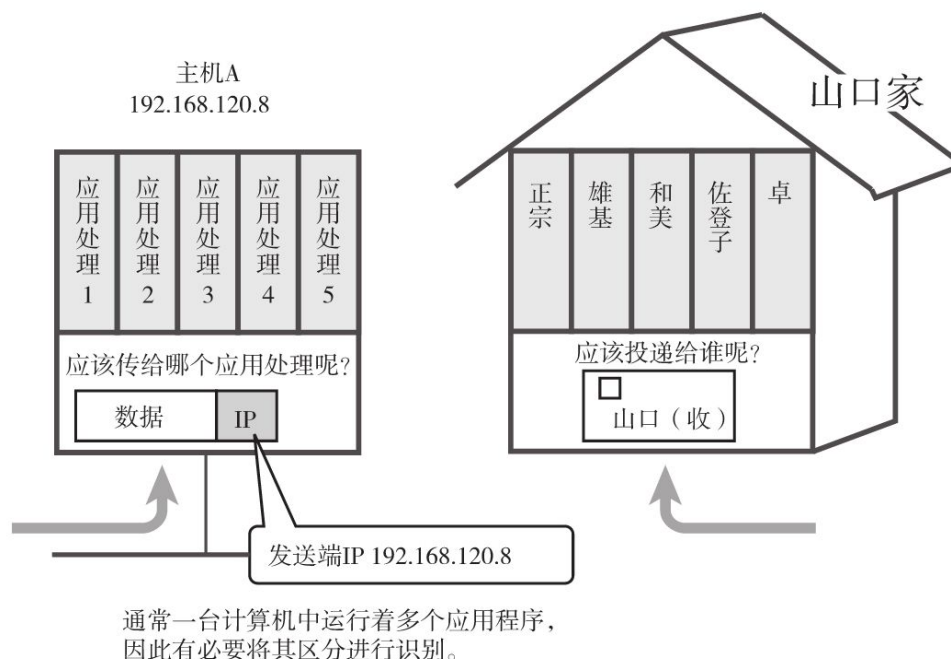 主机A
192.168.120.8
应用处理1
应用处理2
应用处理3
应用处理4
应用处理5
应该传给哪个应用处理呢?
数据
IP
发送端IP 192.168.120.8
山口家
正宗
雄基
和美
佐登子
卓
应该投递给谁呢?
山口（收）
通常一台计算机中运行着多个应用程序，
因此有必要将其区分进行识别。